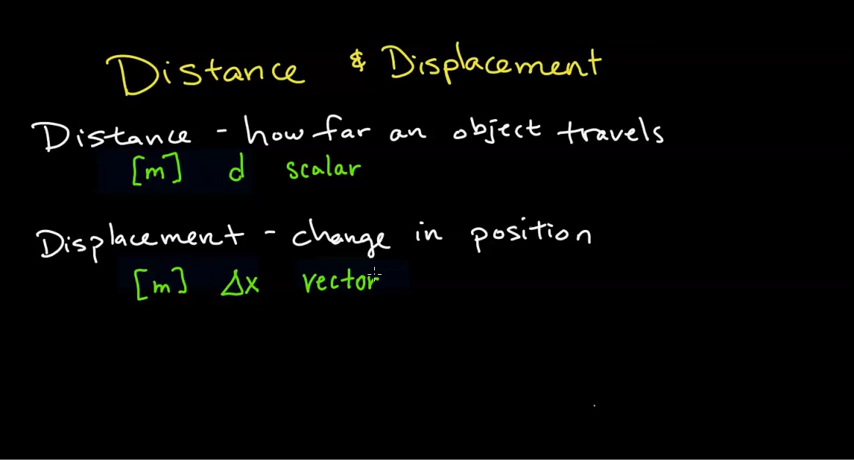 Distance & Displacement
Distance - how far an object travels
[m] d scalar
Displacement - change in position
[m] Δx vector